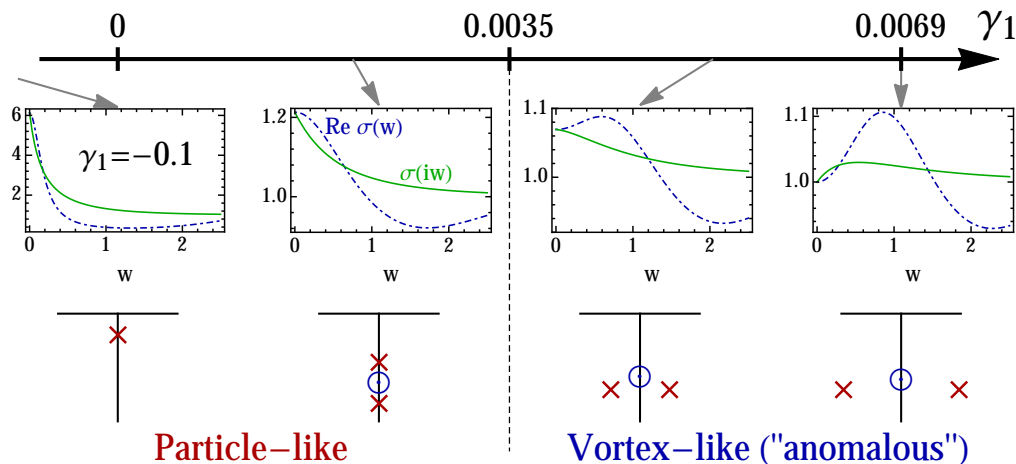 0 0.0035 0.0069 γ₁
6 4 2 γ₁=−0.1 0 1 2 w
1.2 1.0 Re σ(w) σ(iw) 0 1 2 w
1.1 1.0 0 1 2 w
1.1 1.0 0 1 2 w
Particle−like Vortex−like ("anomalous")